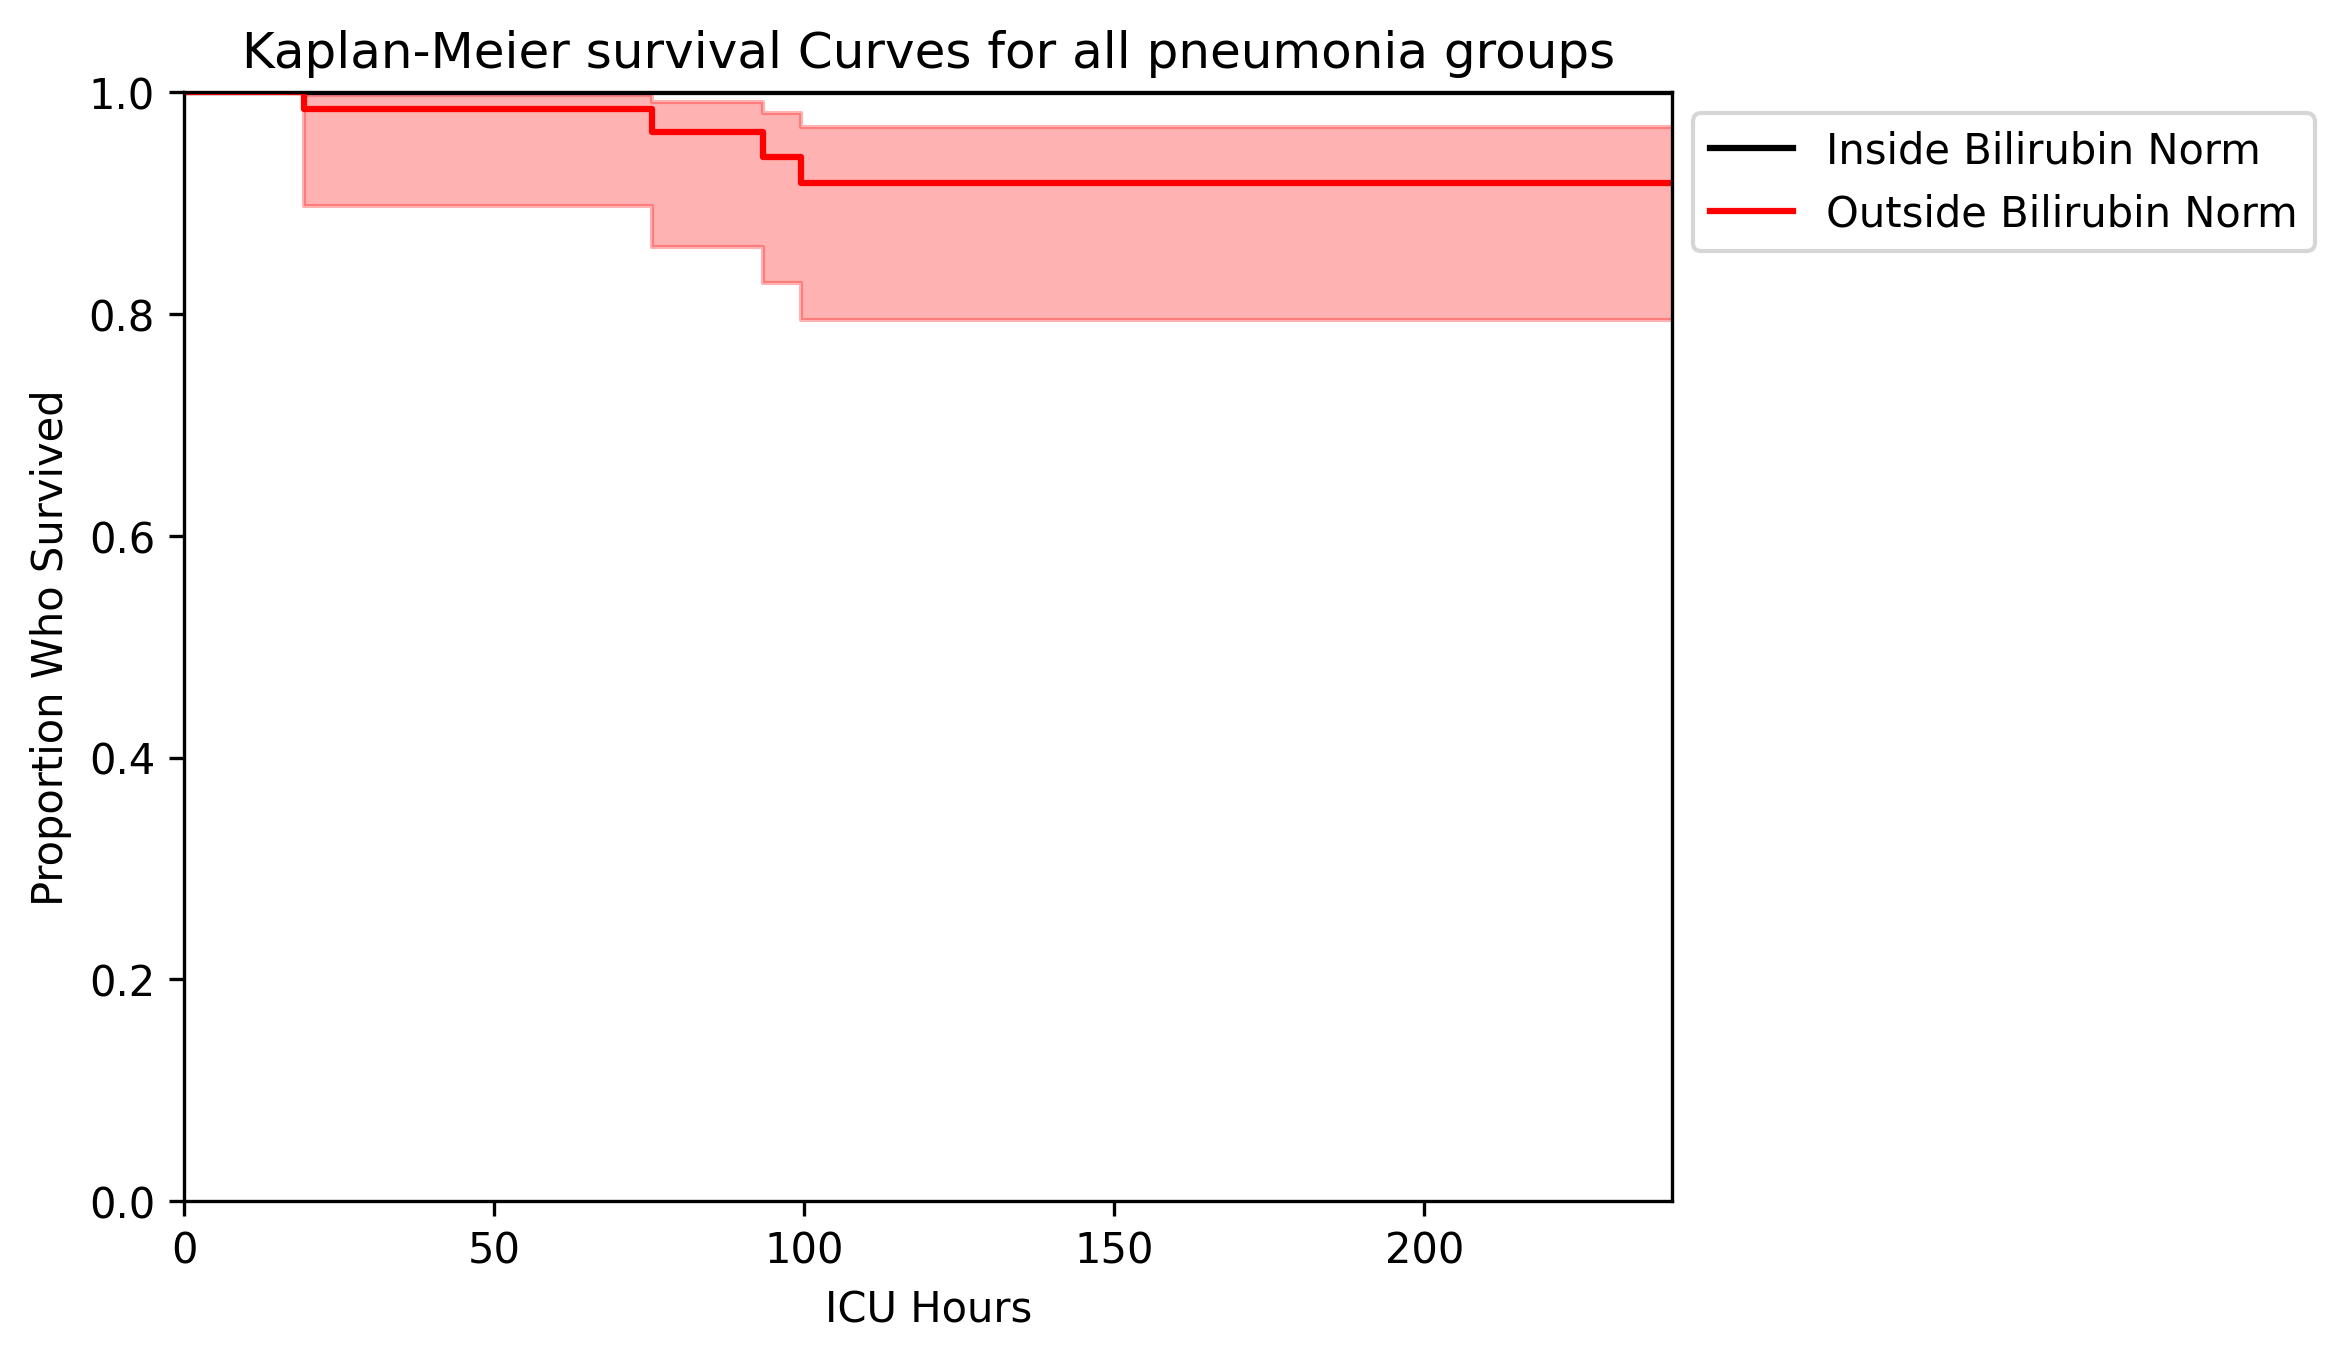 Kaplan-Meier survival Curves for all pneumonia groups
1.0
0.8
0.6
0.4
0.2
0.0
Proportion Who Survived
0 50 100 150 200
ICU Hours
Inside Bilirubin Norm
Outside Bilirubin Norm